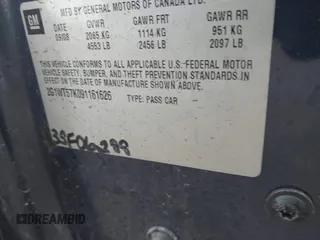 MFD BY GENERAL MOTORS OF CANADA LTD.
GM
DATE GVWR GAWR FRT GAWR RR
09/08 2065 KG 1114 KG 951 KG
4553 LB 2456 LB 2097 LB
THIS VEHICLE CONFORMS TO ALL APPLICABLE U.S. FEDERAL MOTOR
VEHICLE SAFETY, BUMPER, AND THEFT PREVENTION STANDARDS
IN EFFECT ON THE DATE OF MANUFACTURE SHOWN ABOVE.
2G1WT57K091161626 TYPE: PASS CAR
DREAMBID